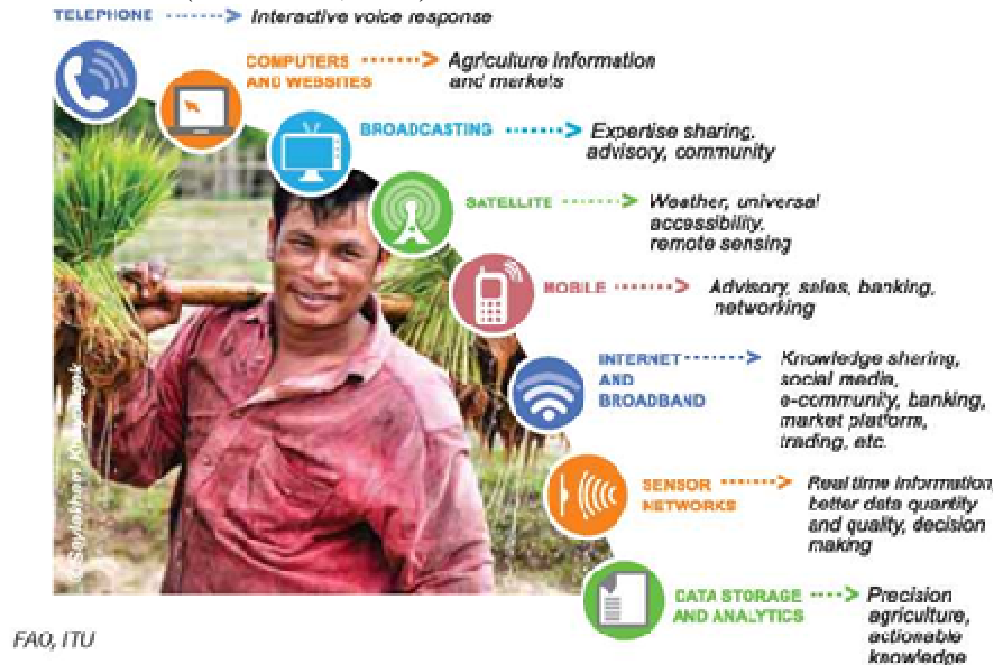 TELEPHONE Interactive voice response
COMPUTERS AND WEBSITES Agriculture Information and markets
BROADCASTING Expertise sharing, advisory, community
SATELLITE Weather, universal accessibility, remote sensing
MOBILE Advisory, sales, banking, networking
INTERNET AND BROADBAND Knowledge sharing, social media, e-community, banking, market platform, trading, etc.
SENSOR NETWORKS Real time information, better data quantity and quality, decision making
DATA STORAGE AND ANALYTICS Precision agriculture, actionable knowledge
FAO, ITU